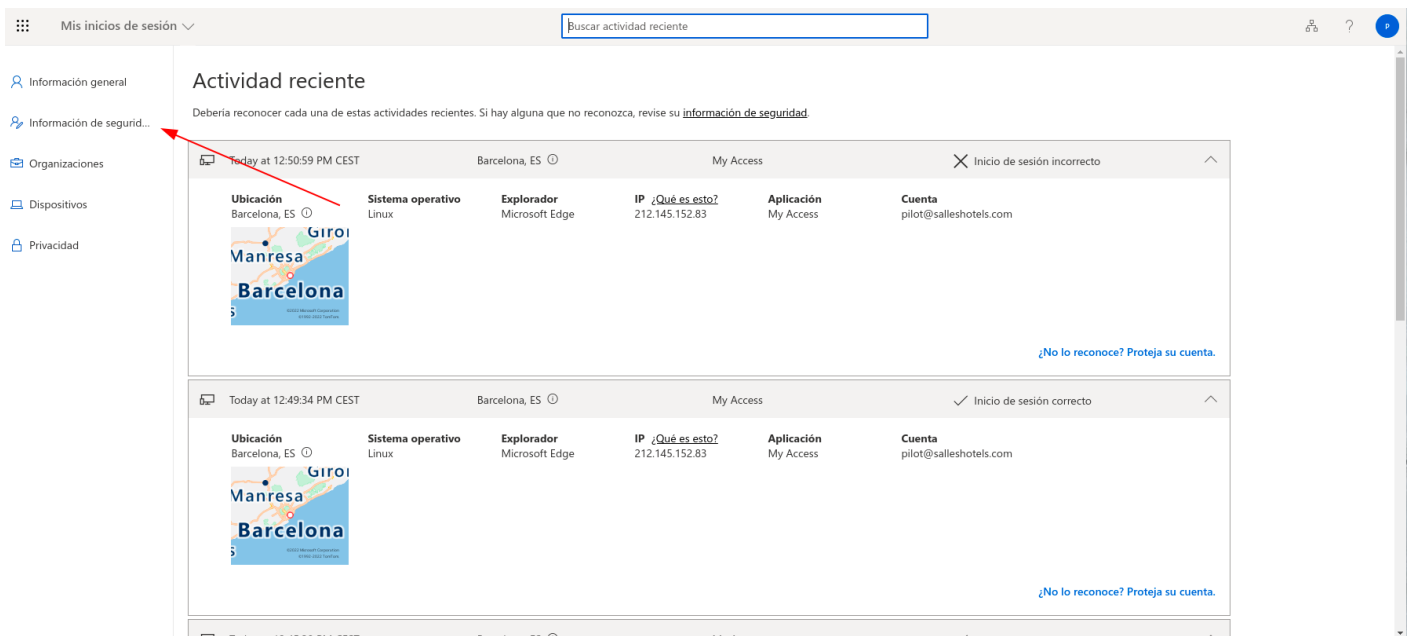 Mis inicios de sesión
Buscar actividad reciente
?
P
Información general
Información de segurid...
Organizaciones
Dispositivos
Privacidad
Actividad reciente
Debería reconocer cada una de estas actividades recientes. Si hay alguna que no reconozca, revise su información de seguridad.
Today at 12:50:59 PM CEST Barcelona, ES My Access Inicio de sesión incorrecto
Ubicación Sistema operativo Explorador IP ¿Qué es esto? Aplicación Cuenta
Barcelona, ES Linux Microsoft Edge 212.145.152.83 My Access pilot@salleshotels.com
Giroi
Manresa
Barcelona
¿No lo reconoce? Proteja su cuenta.
Today at 12:49:34 PM CEST Barcelona, ES My Access Inicio de sesión correcto
Ubicación Sistema operativo Explorador IP ¿Qué es esto? Aplicación Cuenta
Barcelona, ES Linux Microsoft Edge 212.145.152.83 My Access pilot@salleshotels.com
Giroi
Manresa
Barcelona
¿No lo reconoce? Proteja su cuenta.